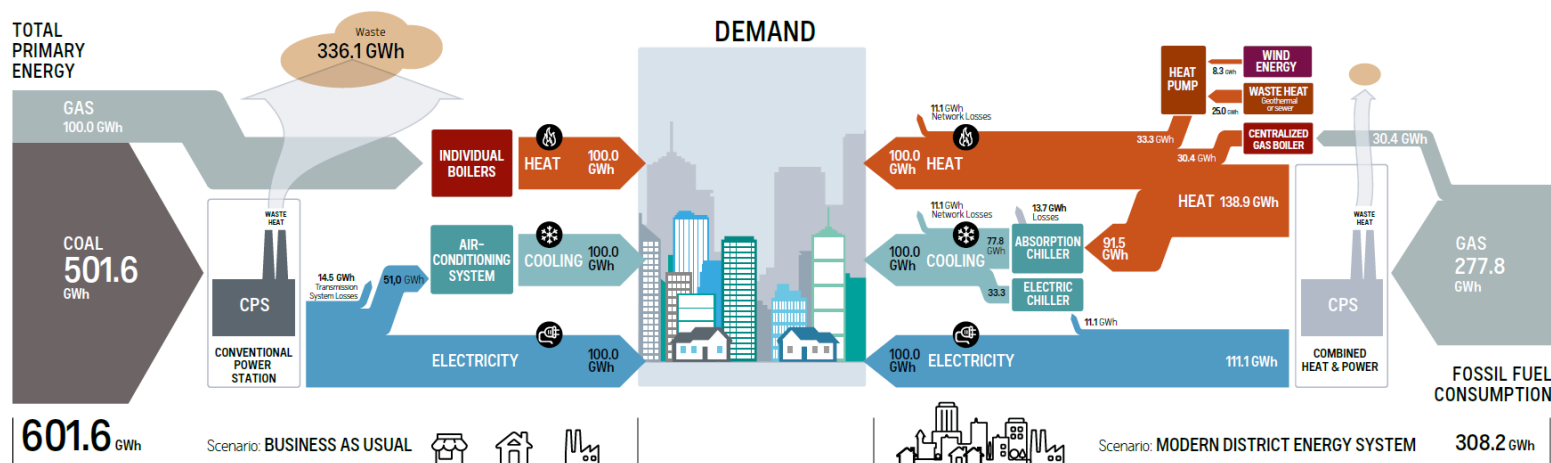 TOTAL
PRIMARY
ENERGY
GAS
100.0 GWh
COAL
501.6
GWh
Waste
336.1 GWh
WASTE
HEAT
CPS
CONVENTIONAL
POWER
STATION
14.5 GWh
Transmission
System Losses
51,0 GWh
INDIVIDUAL
BOILERS
HEAT
100.0
GWh
AIR-
CONDITIONING
SYSTEM
COOLING
100.0
GWh
ELECTRICITY
100.0
GWh
601.6 GWh
Scenario: BUSINESS AS USUAL
DEMAND
11.1 GWh
Network Losses
100.0
GWh
HEAT
HEAT
PUMP
WIND
ENERGY
8.3 GWh
WASTE HEAT
Geothermal
or sewer
25.0 GWh
33.3 GWh
CENTRALIZED
GAS BOILER
30.4 GWh
30.4 GWh
HEAT 138.9 GWh
11.1 GWh
Network Losses
13.7 GWh
Losses
100.0
GWh
COOLING
77.8
GWh
ABSORPTION
CHILLER
91.5
GWh
33.3
ELECTRIC
CHILLER
11.1 GWh
100.0
GWh
ELECTRICITY
111.1 GWh
WASTE
HEAT
CPS
COMBINED
HEAT & POWER
GAS
277.8
GWh
FOSSIL FUEL
CONSUMPTION
Scenario: MODERN DISTRICT ENERGY SYSTEM
308.2 GWh